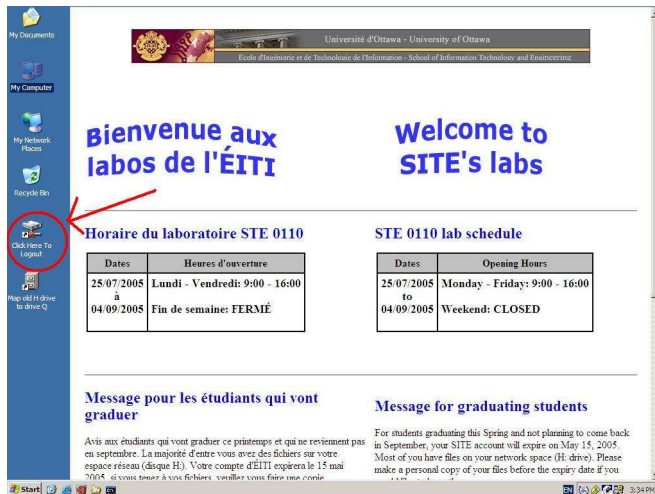 My Documents
My Computer
My Network
Places
Recycle Bin
Click Here To
Logout
Map old H drive
to drive Q
Université d'Ottawa - University of Ottawa
Ecole d'Ingénierie et de Technologie de l'Information - School of Information Technology and Engineering
Bienvenue aux
labos de l'ÉITI
Welcome to
SITE's labs
Horaire du laboratoire STE 0110
Dates Heures d'ouverture
25/07/2005 Lundi - Vendredi: 9:00 - 16:00
à
04/09/2005 Fin de semaine: FERMÉ
STE 0110 lab schedule
Dates Opening Hours
25/07/2005 Monday - Friday: 9:00 - 16:00
to
04/09/2005 Weekend: CLOSED
Message pour les étudiants qui vont
graduer
Avis aux étudiants qui vont graduer ce printemps et qui ne reviennent pas
en septembre. La majorité d'entre vous avez des fichiers sur votre
espace réseau (disque H:). Votre compte d'ÉITI expirera le 15 mai
2005, si vous tenez à vos fichiers, veuillez vous faire une copie
Message for graduating students
For students graduating this Spring and not planning to come back
in September, your SITE account will expire on May 15, 2005.
Most of you have files on your network space (H: drive). Please
make a personal copy of your files before the expiry date if you
Start
EN
3:34 PM